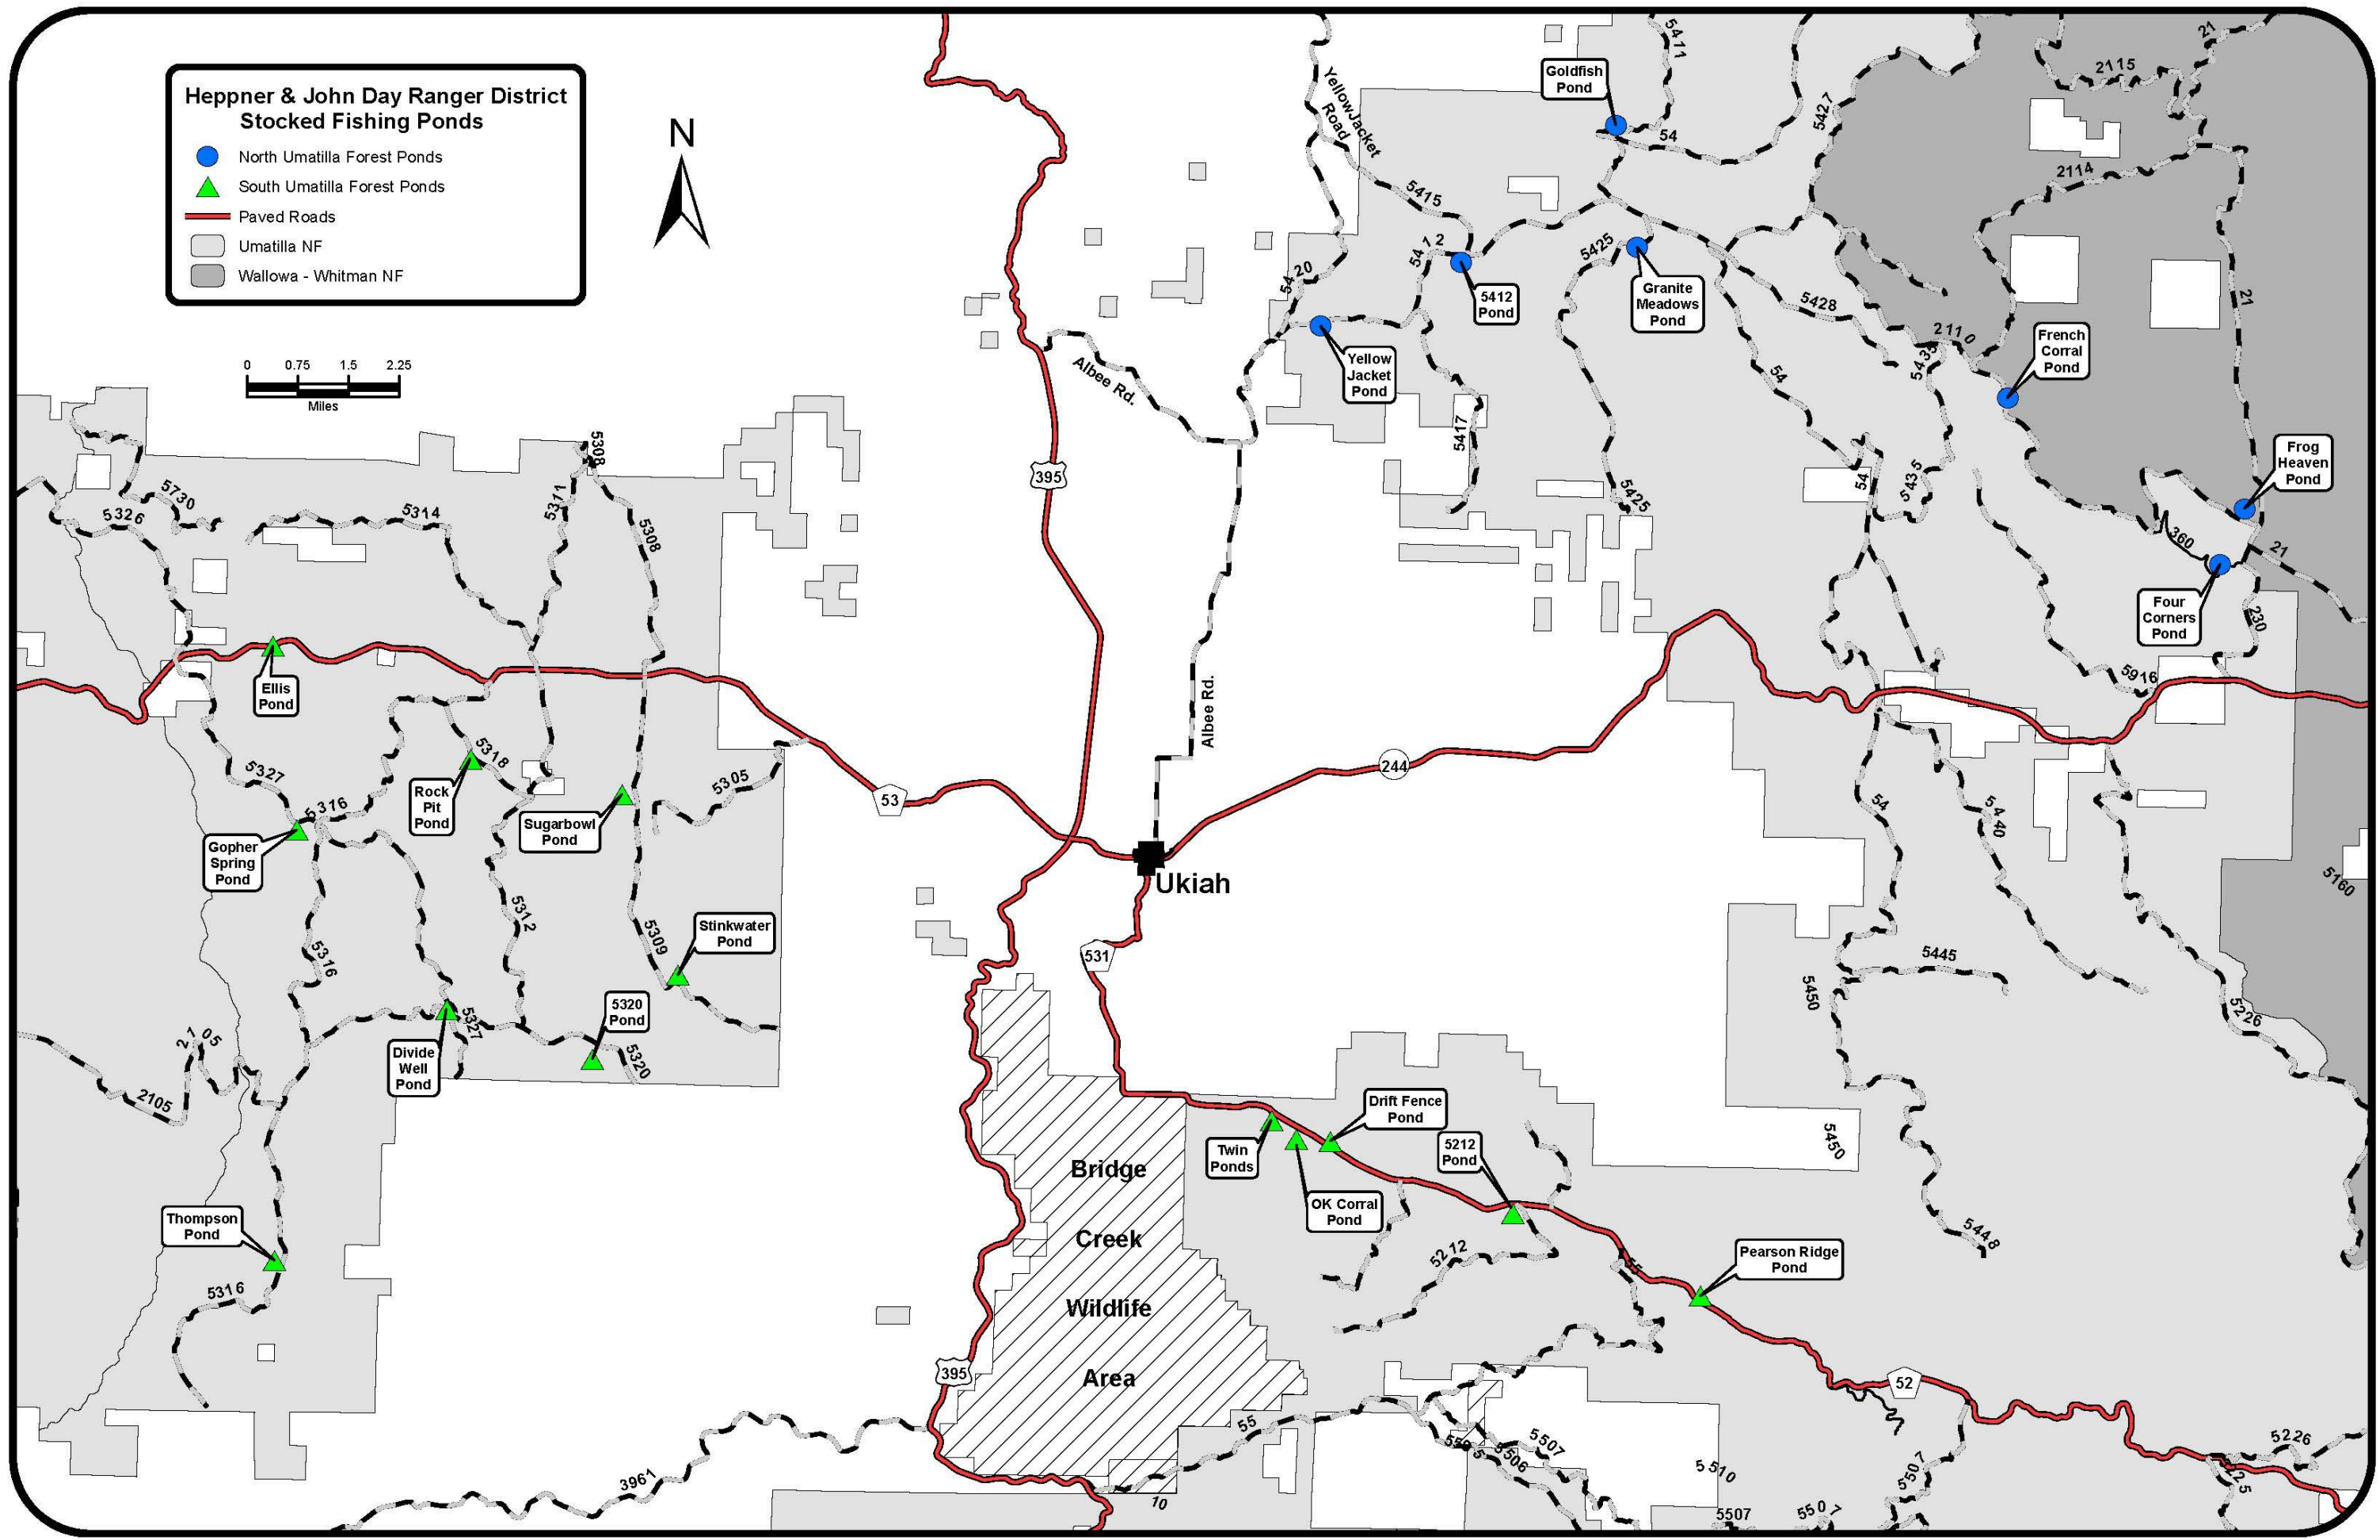 Heppner & John Day Ranger District
Stocked Fishing Ponds
North Umatilla Forest Ponds
South Umatilla Forest Ponds
Paved Roads
Umatilla NF
Wallowa - Whitman NF
N
0 0.75 1.5 2.25
Miles
5411
21
2115
Goldfish
Pond
YellowJacket
Road
5427
54
2114
5415
5412
5425
5420
5412
Pond
Granite
Meadows
Pond
5428
21
2110
French
Corral
Pond
Yellow
Jacket
Pond
Albee Rd.
5435
54
5417
395
5308
5730
5326
5314
5311
5308
5425
54
5435
Frog
Heaven
Pond
360
21
Four
Corners
Pond
230
Ellis
Pond
5916
Albee Rd.
5318
5327
5305
244
53
5316
Rock
Pit
Pond
Sugarbowl
Pond
54
5440
Gopher
Spring
Pond
Ukiah
5160
5312
Stinkwater
Pond
5309
5316
531
5445
5450
5226
5320
Pond
5327
2105
Divide
Well
Pond
5320
2105
Drift Fence
Pond
Twin
Ponds
5212
Pond
5450
Bridge
Creek
Wildlife
Area
OK Corral
Pond
Thompson
Pond
5448
5212
Pearson Ridge
Pond
55
5316
395
52
55
5507
5506
5226
5510
5507
3961
10
5507
5507